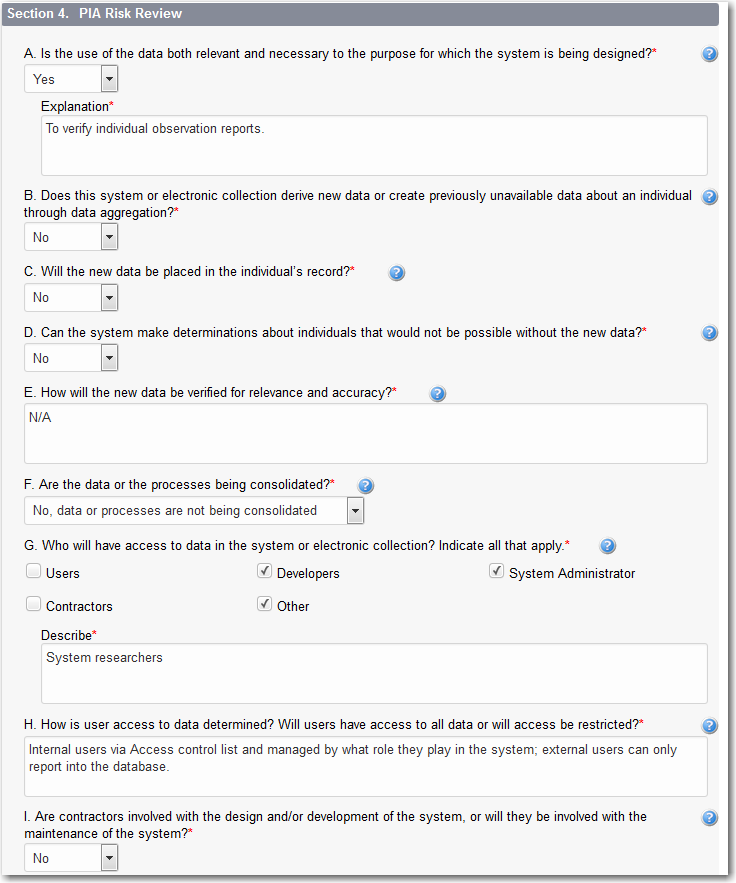 Section 4. PIA Risk Review
A. Is the use of the data both relevant and necessary to the purpose for which the system is being designed?*
Yes
Explanation*
To verify individual observation reports.
B. Does this system or electronic collection derive new data or create previously unavailable data about an individual
through data aggregation?*
No
C. Will the new data be placed in the individual's record?*
No
D. Can the system make determinations about individuals that would not be possible without the new data?*
No
E. How will the new data be verified for relevance and accuracy?*
N/A
F. Are the data or the processes being consolidated?*
No, data or processes are not being consolidated
G. Who will have access to data in the system or electronic collection? Indicate all that apply.*
Users Developers System Administrator
Contractors Other
Describe*
System researchers
H. How is user access to data determined? Will users have access to all data or will access be restricted?*
Internal users via Access control list and managed by what role they play in the system; external users can only
report into the database.
I. Are contractors involved with the design and/or development of the system, or will they be involved with the
maintenance of the system?*
No